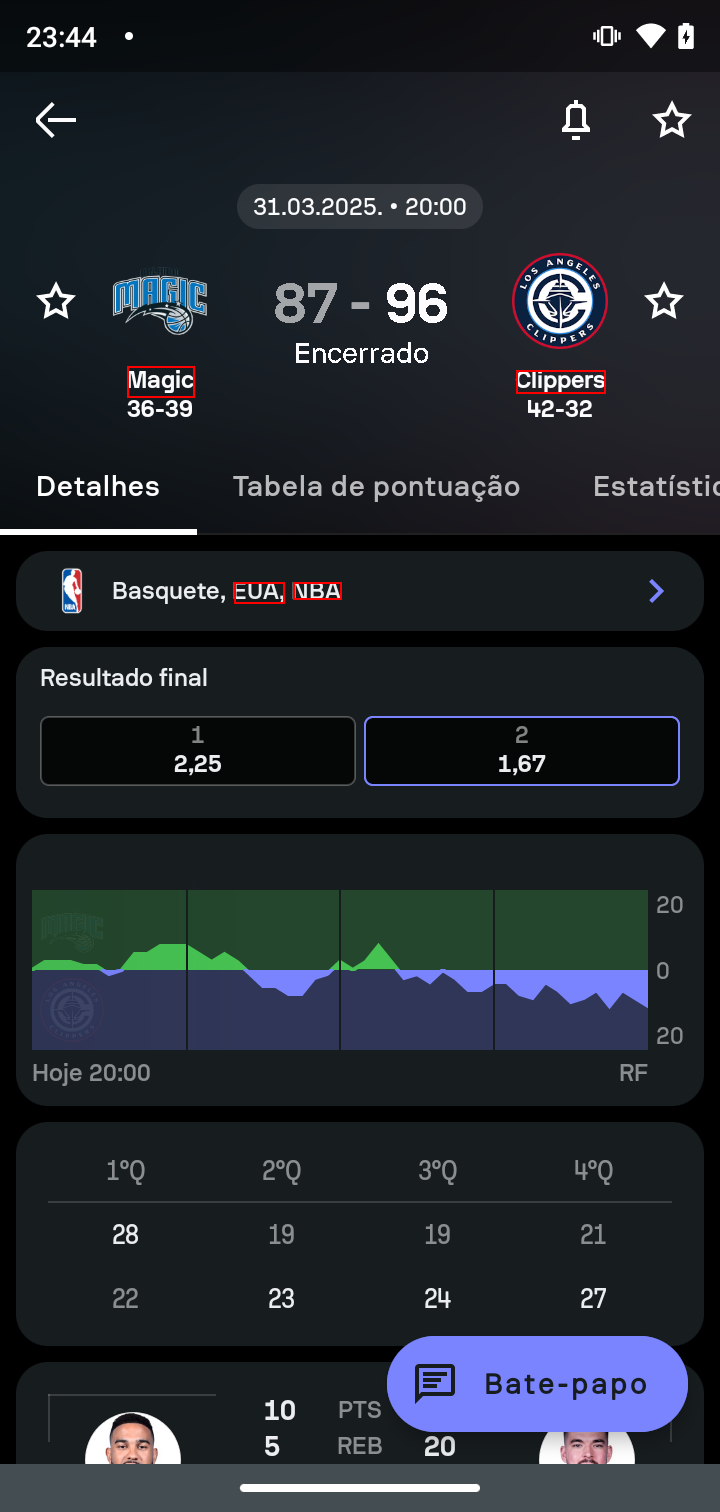 23:44
31.03.2025. • 20:00
MAGIC
LOS ANGELES
CLIPPERS
87 - 96
Encerrado
Magic
Clippers
36-39
42-32
Detalhes
Tabela de pontuação
Estatístic
NBA
Basquete, EUA, NBA
Resultado final
1
2
2,25
1,67
20
0
20
Hoje 20:00
RF
1ºQ 2ºQ 3ºQ 4ºQ
28 19 19 21
22 23 24 27
10 PTS
5 REB 20
Bate-papo